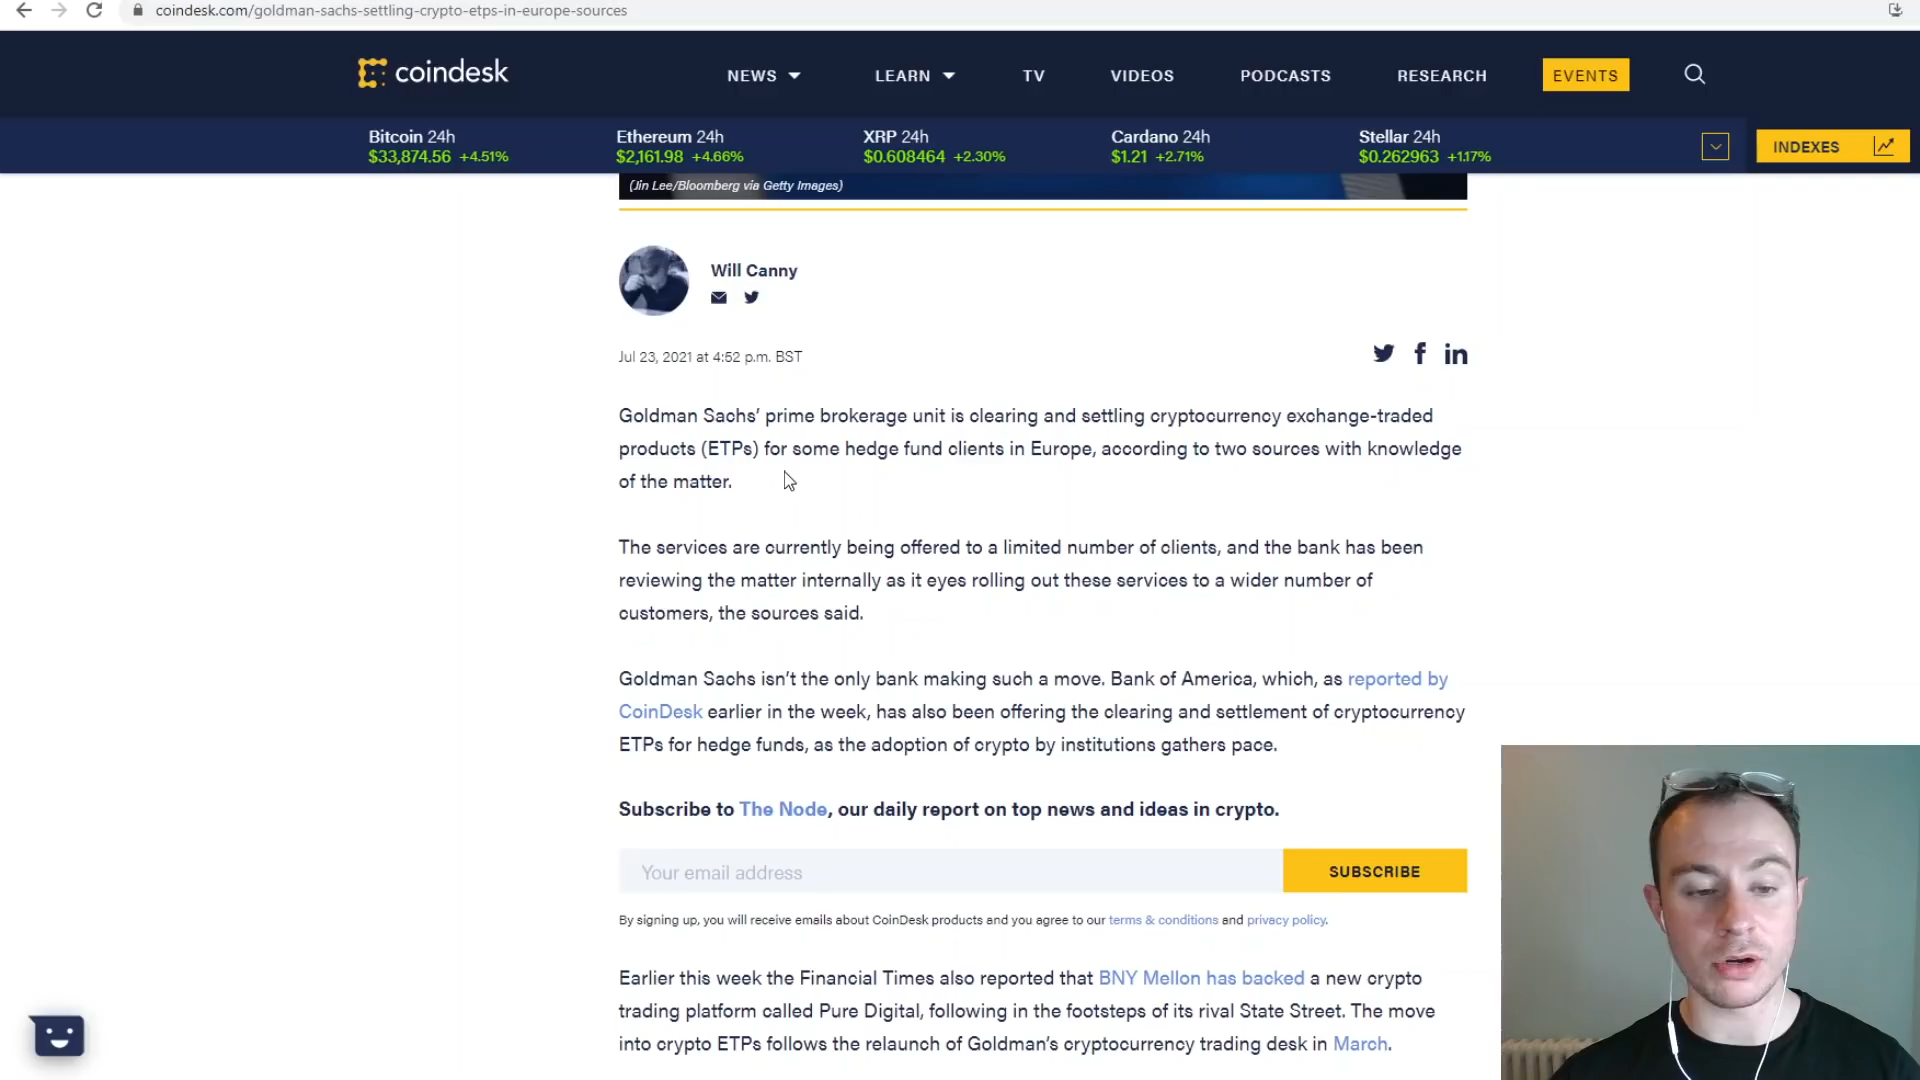 coindesk.com/goldman-sachs-settling-crypto-etps-in-europe-sources
coindesk
NEWS
LEARN
TV
VIDEOS
PODCASTS
RESEARCH
EVENTS
Bitcoin 24h
$33,874.56 +4.51%
Ethereum 24h
$2,161.98 +4.66%
XRP 24h
$0.608464 +2.30%
Cardano 24h
$1.21 +2.71%
Stellar 24h
$0.262963 +1.17%
INDEXES
(Jin Lee/Bloomberg via Getty Images)
Will Canny
Jul 23, 2021 at 4:52 p.m. BST
Goldman Sachs’ prime brokerage unit is clearing and settling cryptocurrency exchange-traded
products (ETPs) for some hedge fund clients in Europe, according to two sources with knowledge
of the matter.
The services are currently being offered to a limited number of clients, and the bank has been
reviewing the matter internally as it eyes rolling out these services to a wider number of
customers, the sources said.
Goldman Sachs isn’t the only bank making such a move. Bank of America, which, as reported by
CoinDesk earlier in the week, has also been offering the clearing and settlement of cryptocurrency
ETPs for hedge funds, as the adoption of crypto by institutions gathers pace.
Subscribe to The Node, our daily report on top news and ideas in crypto.
Your email address
SUBSCRIBE
By signing up, you will receive emails about CoinDesk products and you agree to our terms & conditions and privacy policy.
Earlier this week the Financial Times also reported that BNY Mellon has backed a new crypto
trading platform called Pure Digital, following in the footsteps of its rival State Street. The move
into crypto ETPs follows the relaunch of Goldman’s cryptocurrency trading desk in March.